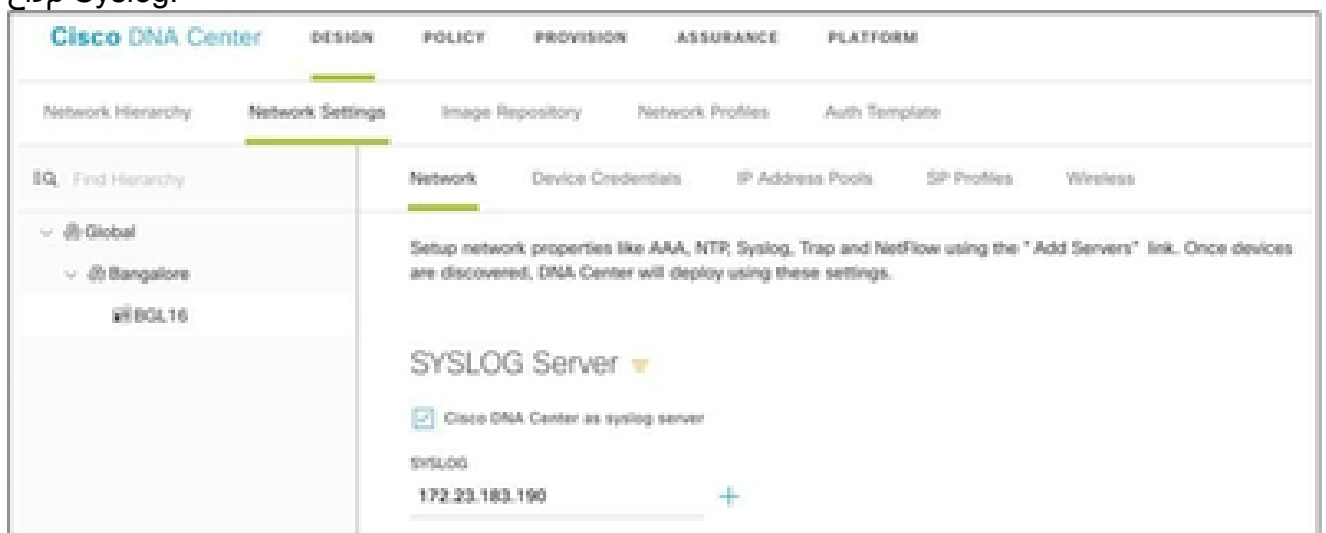 خادم Syslog.
Cisco DNA Center DESIGN POLICY PROVISION ASSURANCE PLATFORM
Network Hierarchy Network Settings Image Repository Network Profiles Auth Template
Find Hierarchy
Network Device Credentials IP Address Pools SP Profiles Wireless
Global
Bangalore
BGL16
Setup network properties like AAA, NTP, Syslog, Trap and NetFlow using the "Add Servers" link. Once devices
are discovered, DNA Center will deploy using these settings.
SYSLOG Server
Cisco DNA Center as syslog server
SYSLOG
172.23.183.190